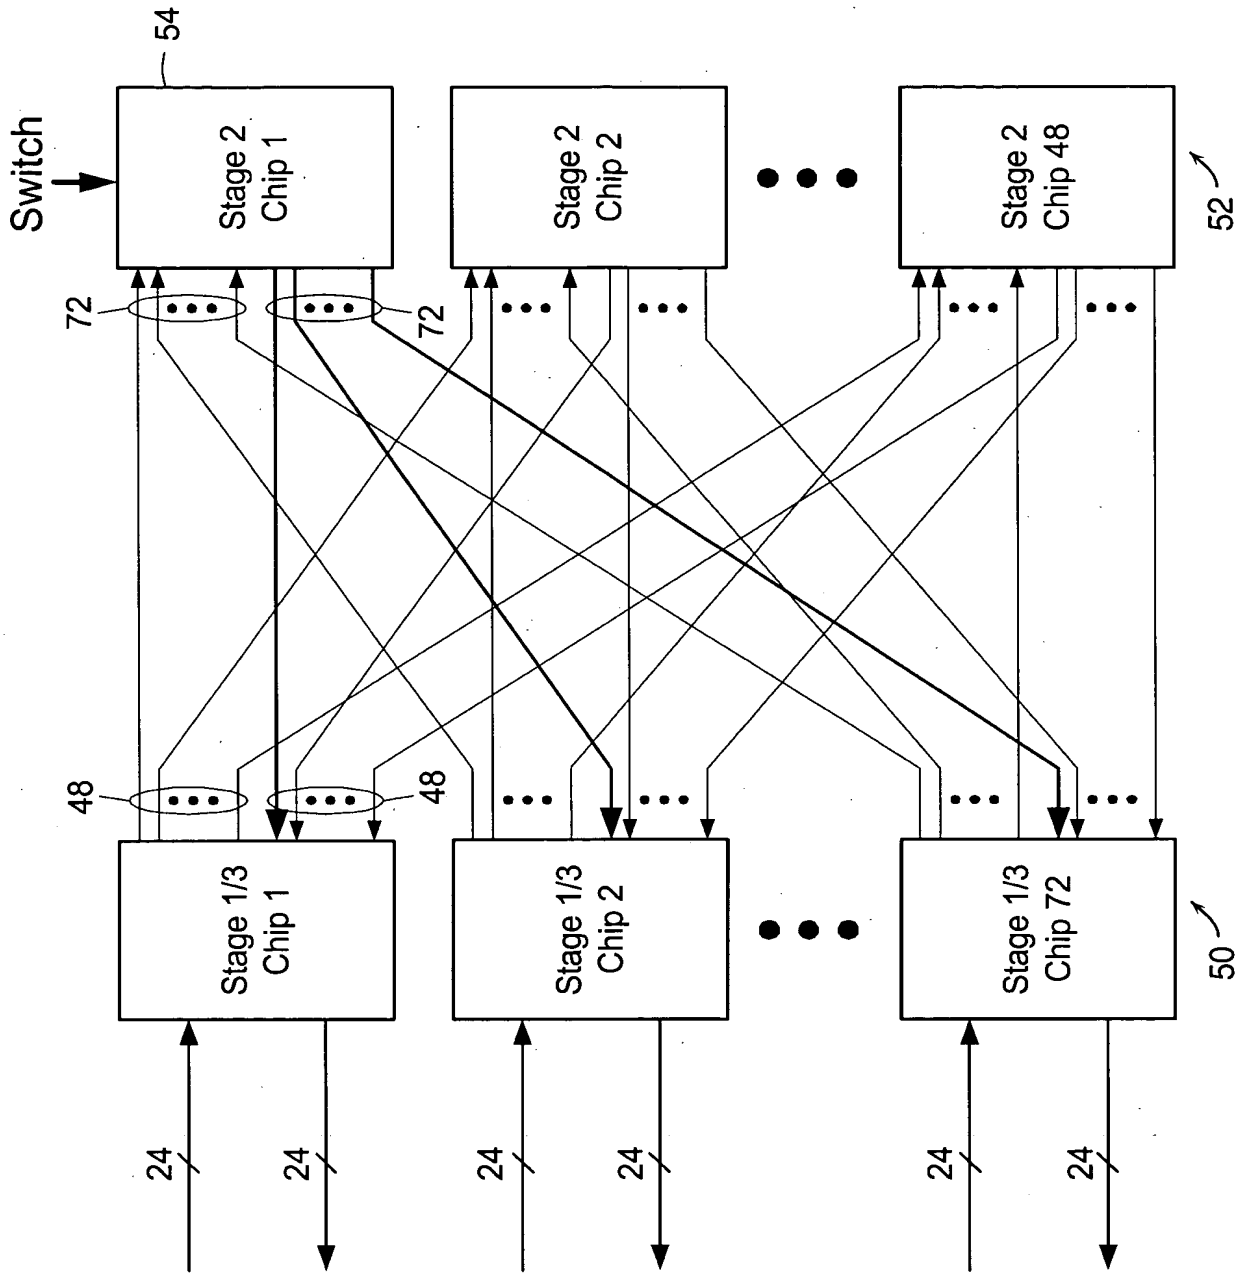 Switch
48
72
24
54
Stage 1/3
Chip 1
Stage 2
Chip 1
24
48
72
24
Stage 1/3
Chip 2
Stage 2
Chip 2
24
24
Stage 1/3
Chip 72
Stage 2
Chip 48
24
50
52